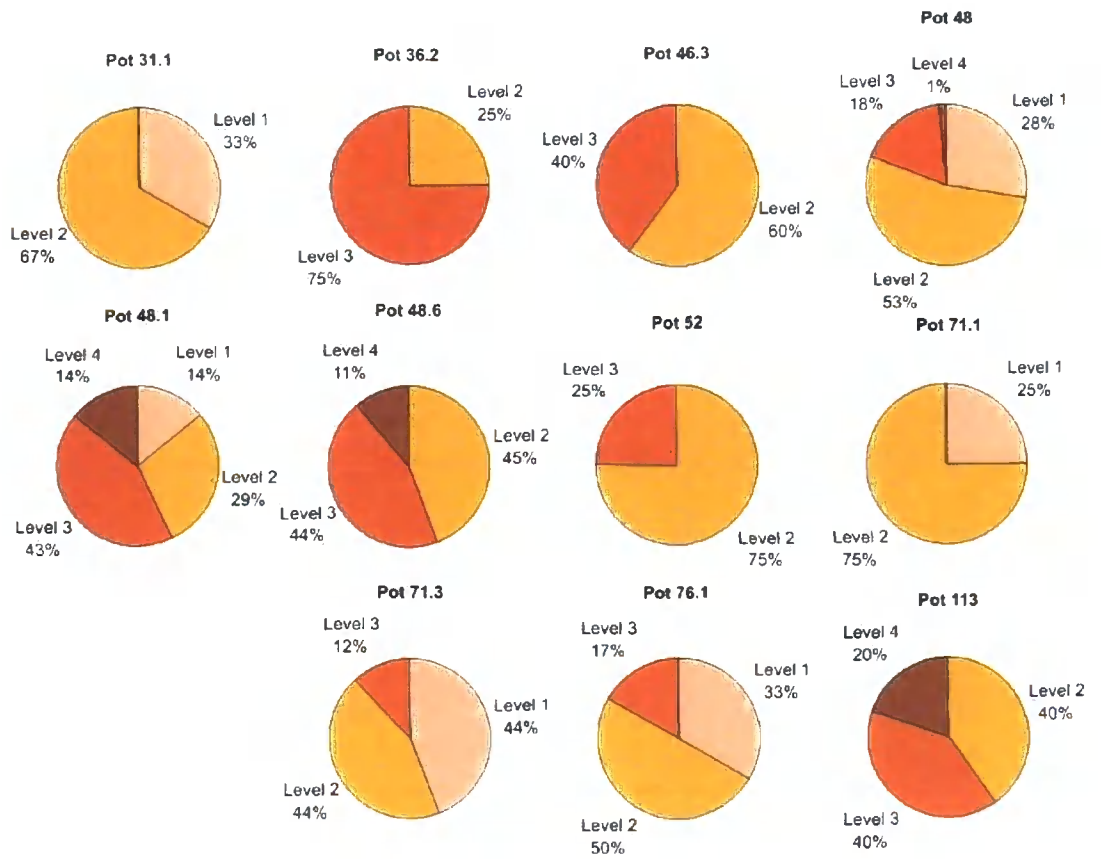 Pot 31.1
Level 1
33%
Level 2
67%
Pot 36.2
Level 2
25%
Level 3
75%
Pot 46.3
Level 3
40%
Level 2
60%
Pot 48
Level 4
1%
Level 3
18%
Level 1
28%
Level 2
53%
Pot 48.1
Level 4
14%
Level 1
14%
Level 2
29%
Level 3
43%
Pot 48.6
Level 4
11%
Level 2
45%
Level 3
44%
Pot 52
Level 3
25%
Level 2
75%
Pot 71.1
Level 1
25%
Level 2
75%
Pot 71.3
Level 3
12%
Level 1
44%
Level 2
44%
Pot 76.1
Level 3
17%
Level 1
33%
Level 2
50%
Pot 113
Level 4
20%
Level 2
40%
Level 3
40%